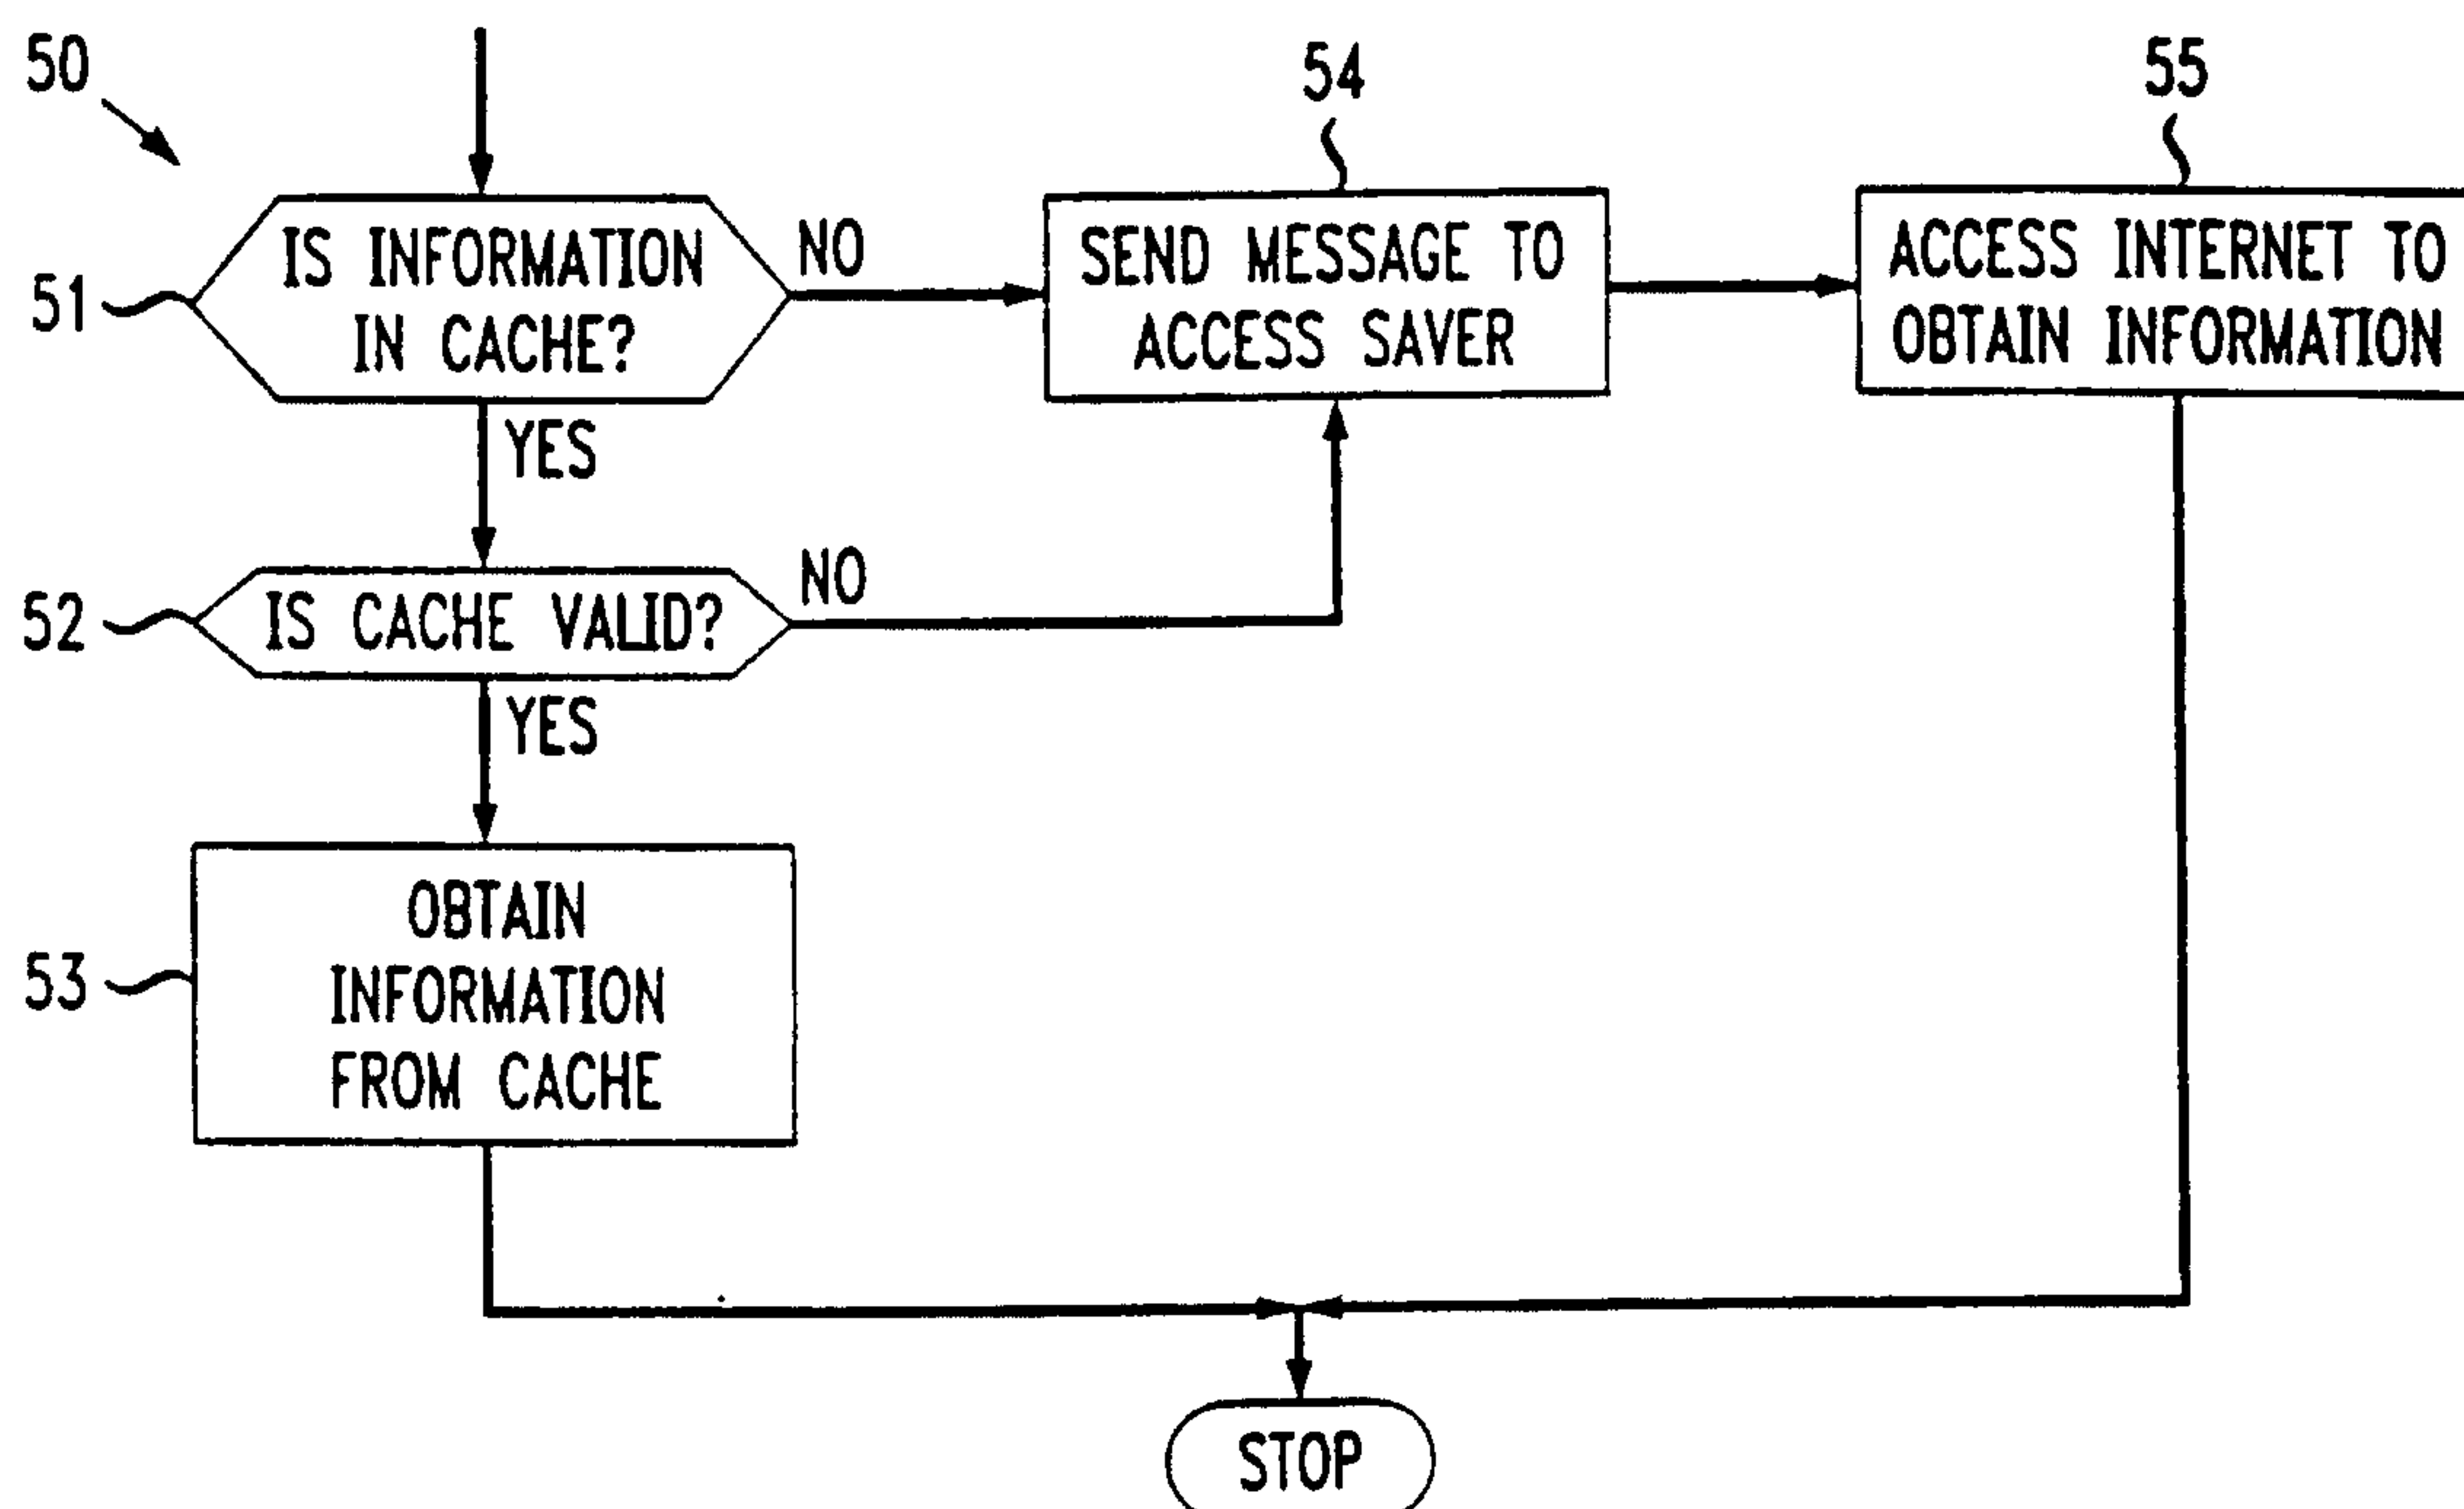 50
54
55
51
IS INFORMATION
IN CACHE?
NO
SEND MESSAGE TO
ACCESS SAVER
ACCESS INTERNET TO
OBTAIN INFORMATION
YES
52
IS CACHE VALID?
NO
YES
53
OBTAIN
INFORMATION
FROM CACHE
STOP